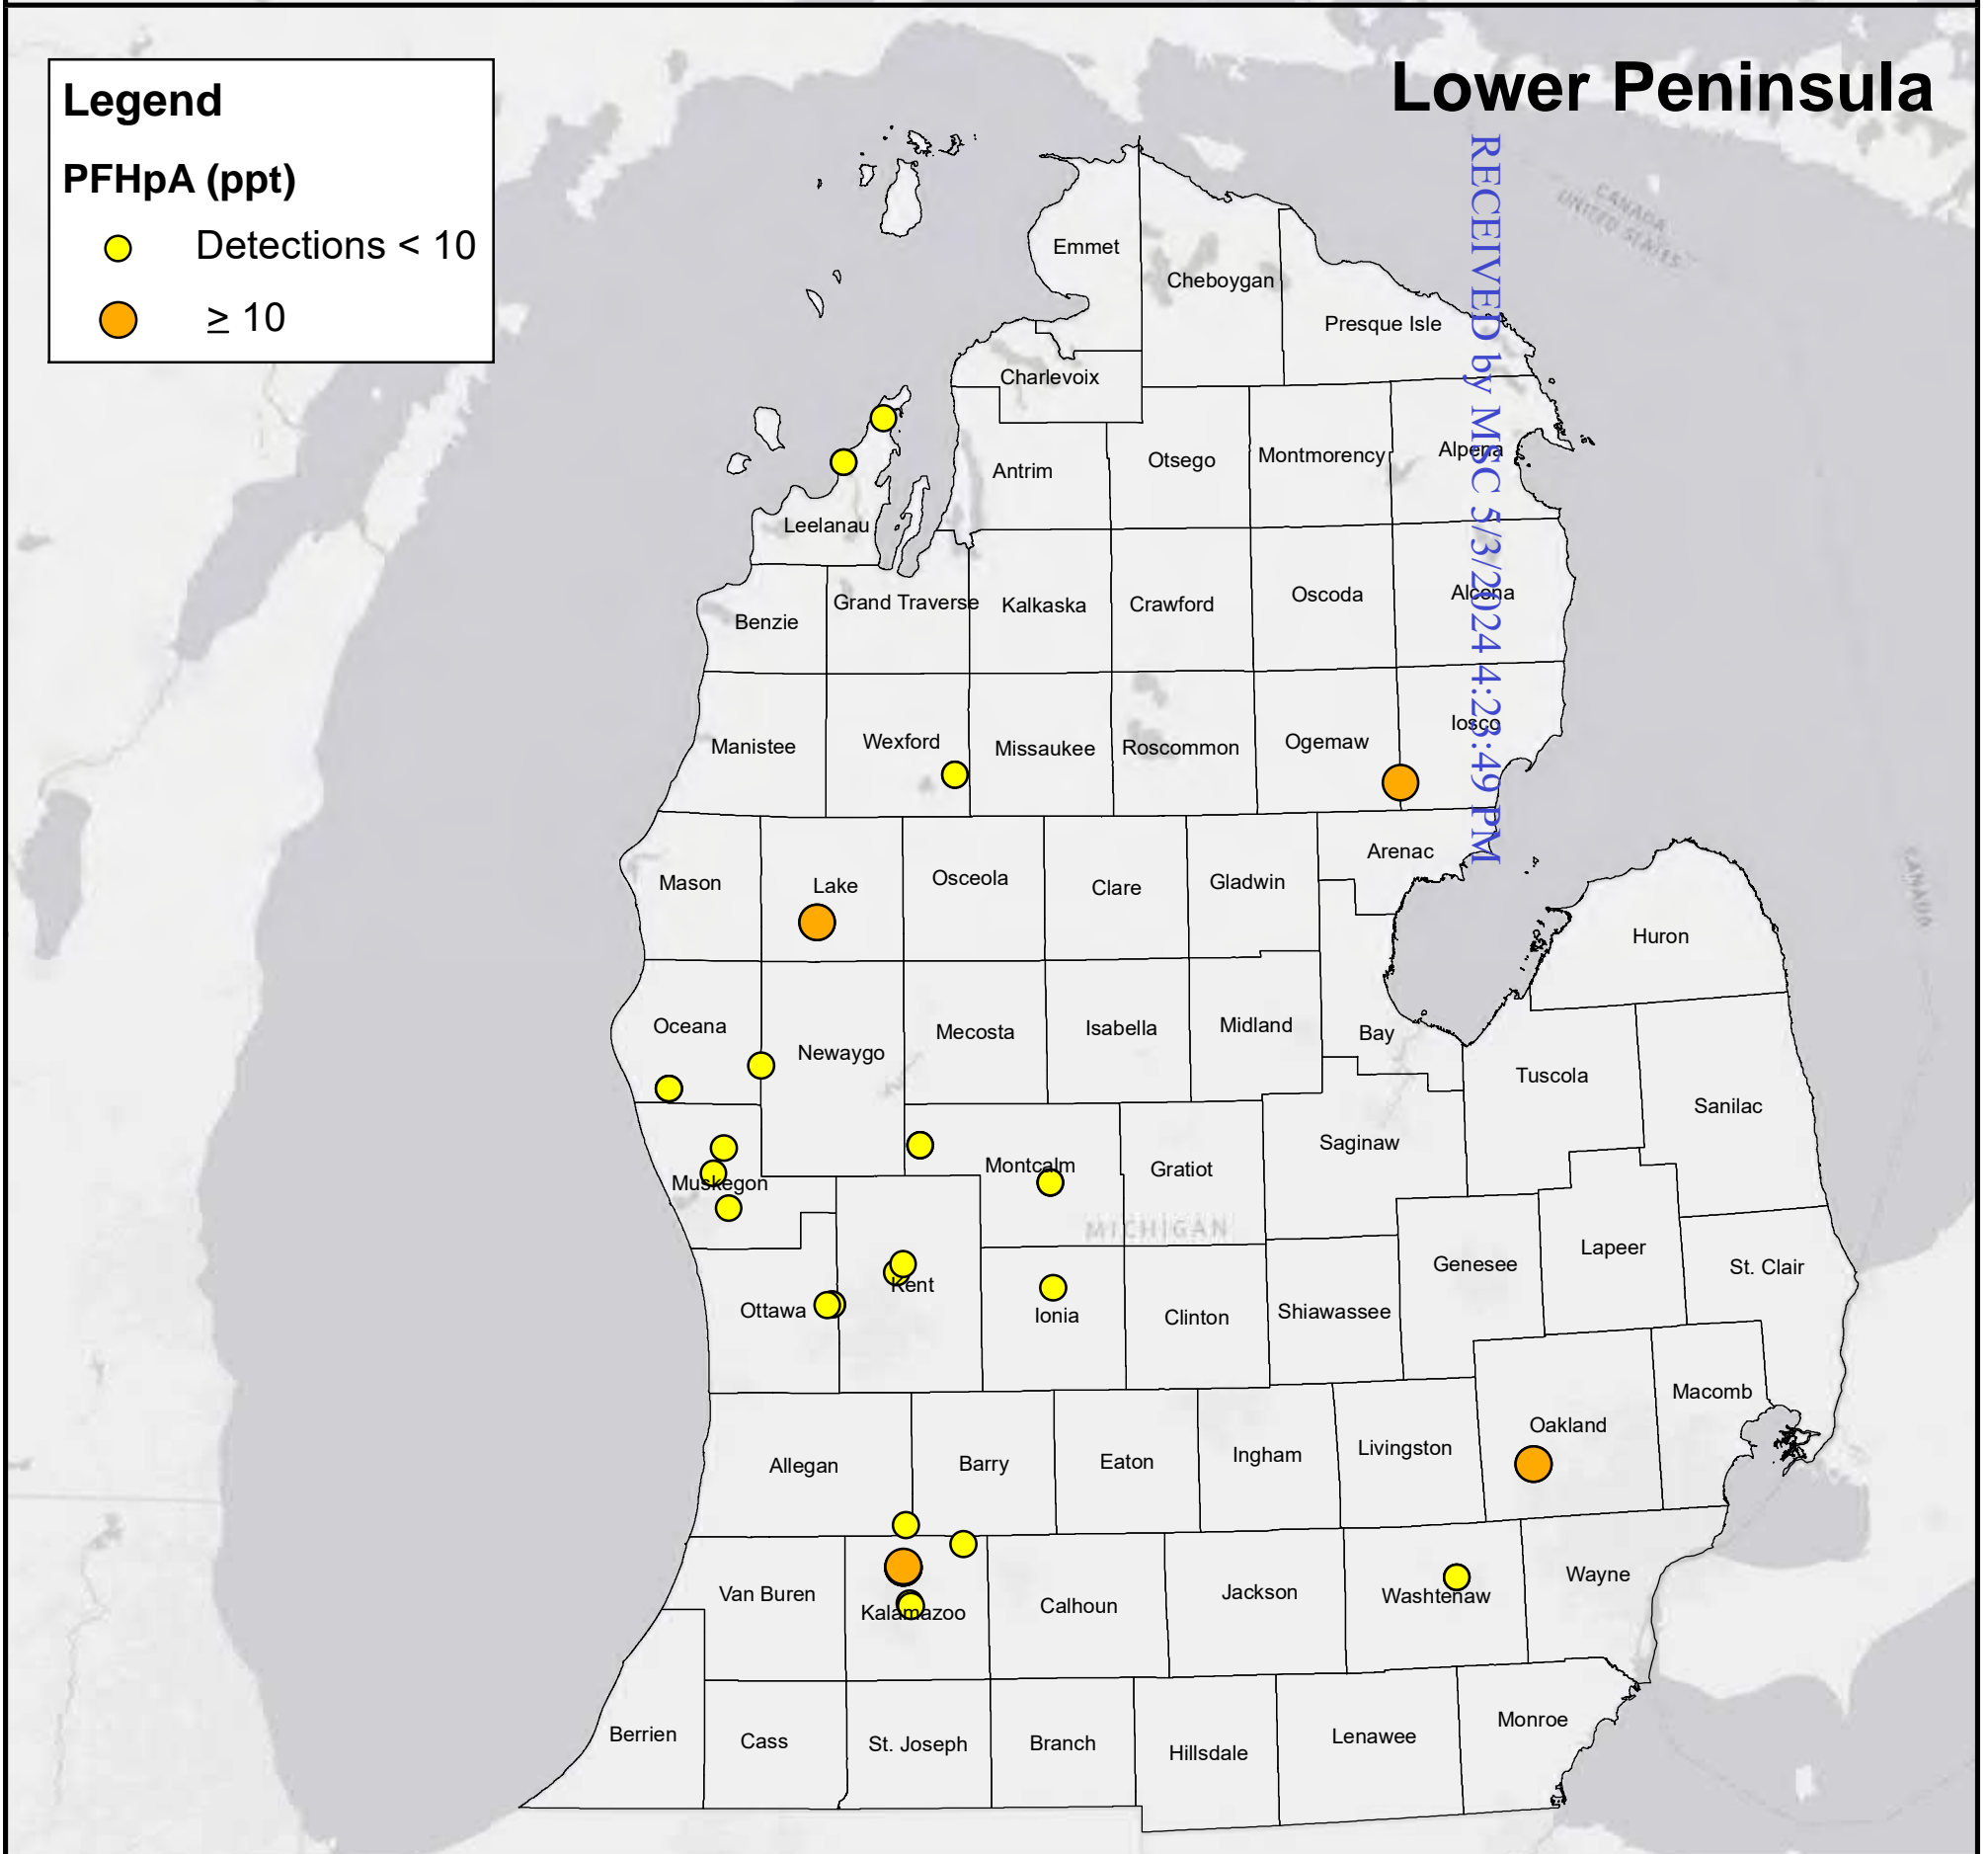 Lower Peninsula
Legend
PFHpA (ppt)
Detections < 10
≥ 10
RECEIVED by MSC 5/3/2024 4:23:49 PM
CANADA
UNITED STATES
Emmet
Cheboygan
Presque Isle
Charlevoix
Antrim
Otsego
Montmorency
Alpena
Leelanau
Benzie
Grand Traverse
Kalkaska
Crawford
Oscoda
Alcona
Manistee
Wexford
Missaukee
Roscommon
Ogemaw
Iosco
Mason
Lake
Osceola
Clare
Gladwin
Arenac
Huron
CANADA
Oceana
Newaygo
Mecosta
Isabella
Midland
Bay
Tuscola
Sanilac
Muskegon
Montcalm
Gratiot
Saginaw
MICHIGAN
Ottawa
Kent
Ionia
Clinton
Shiawassee
Genesee
Lapeer
St. Clair
Allegan
Barry
Eaton
Ingham
Livingston
Oakland
Macomb
Van Buren
Kalamazoo
Calhoun
Jackson
Washtenaw
Wayne
Berrien
Cass
St. Joseph
Branch
Hillsdale
Lenawee
Monroe